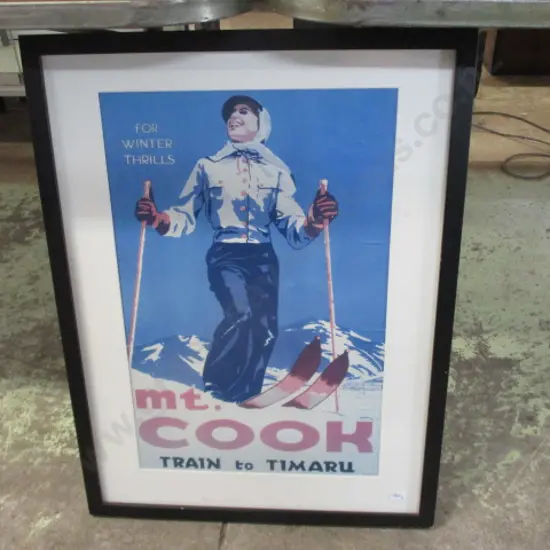 FOR
WINTER
THRILLS
mt.
COOK
TRAIN to TIMARU